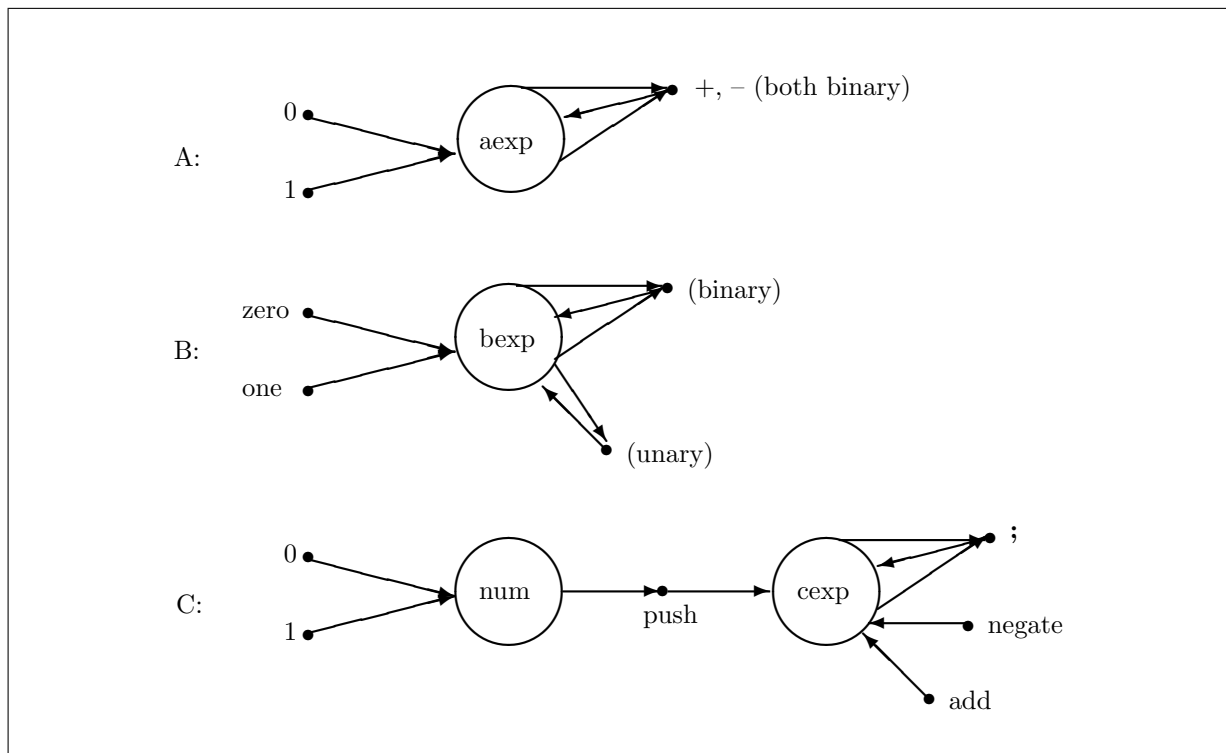 +, – (both binary)
0
aexp
A:
1
(binary)
zero
bexp
B:
one
(unary)
;
0
num
cexp
C:
push
1
negate
add